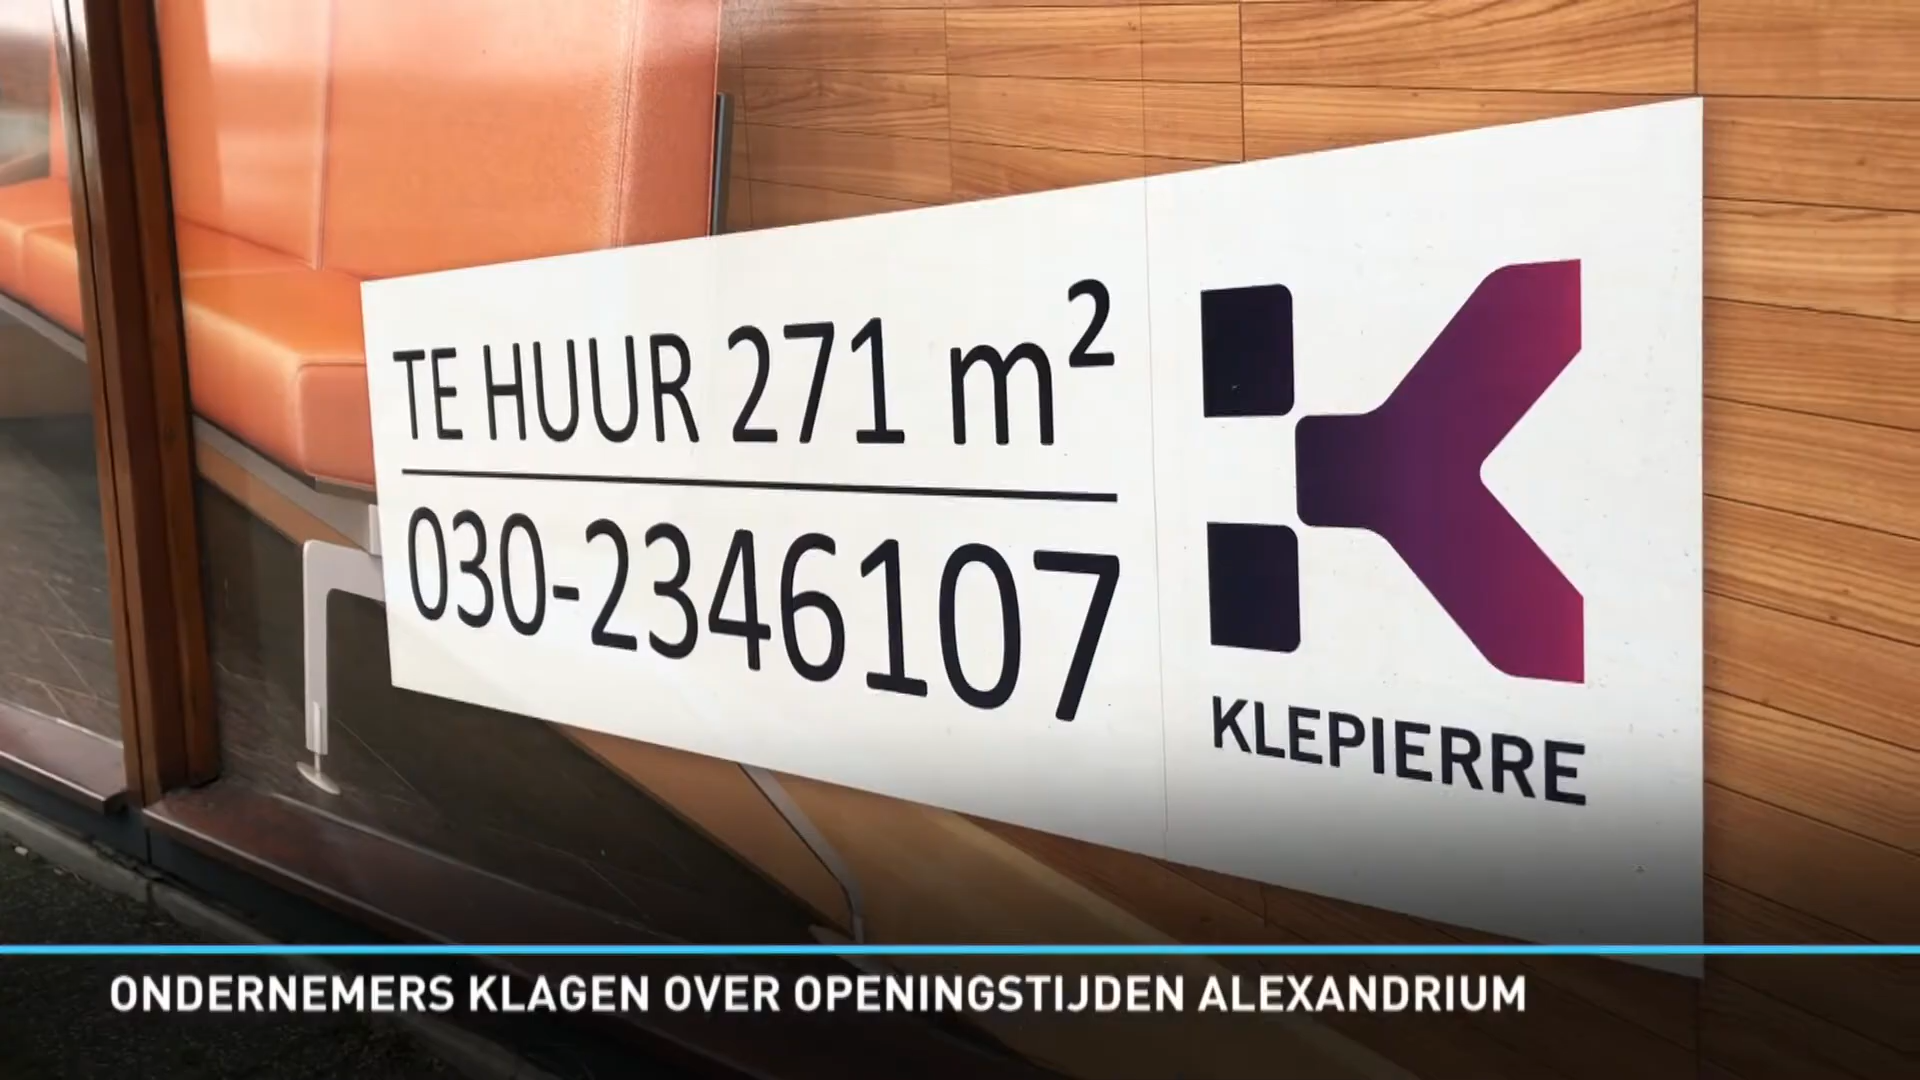 TE HUUR 271 m²
030-2346107
KLEPIERRE
ONDERNEMERS KLAGEN OVER OPENINGSTIJDEN ALEXANDRIUM